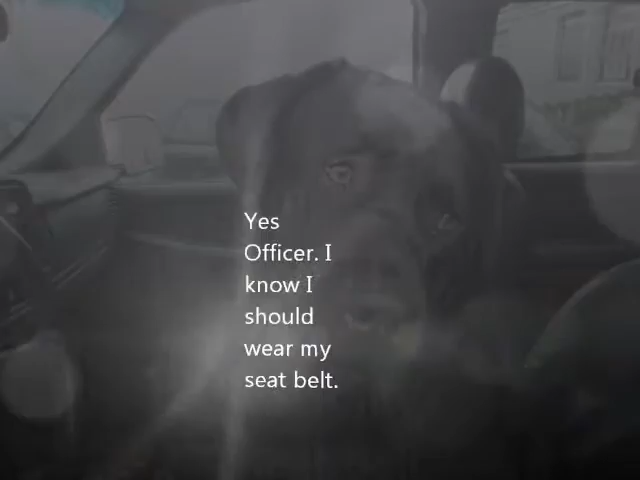 Yes
Officer. I
know I
should
wear my
seat belt.